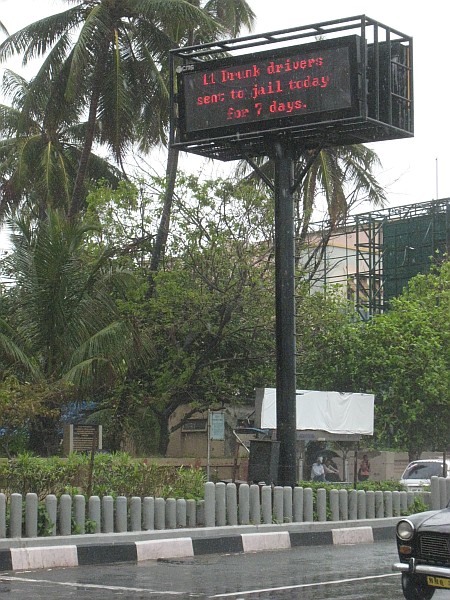 11 Drunk drivers
sent to jail today
for 7 days.